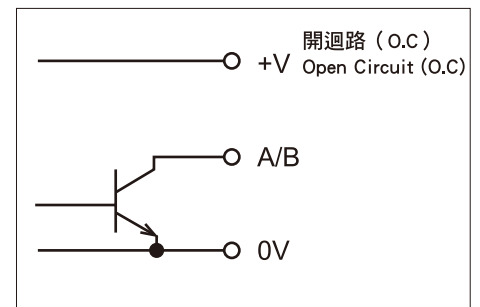 開迴路（O.C）
+V Open Circuit (O.C)
A/B
0V